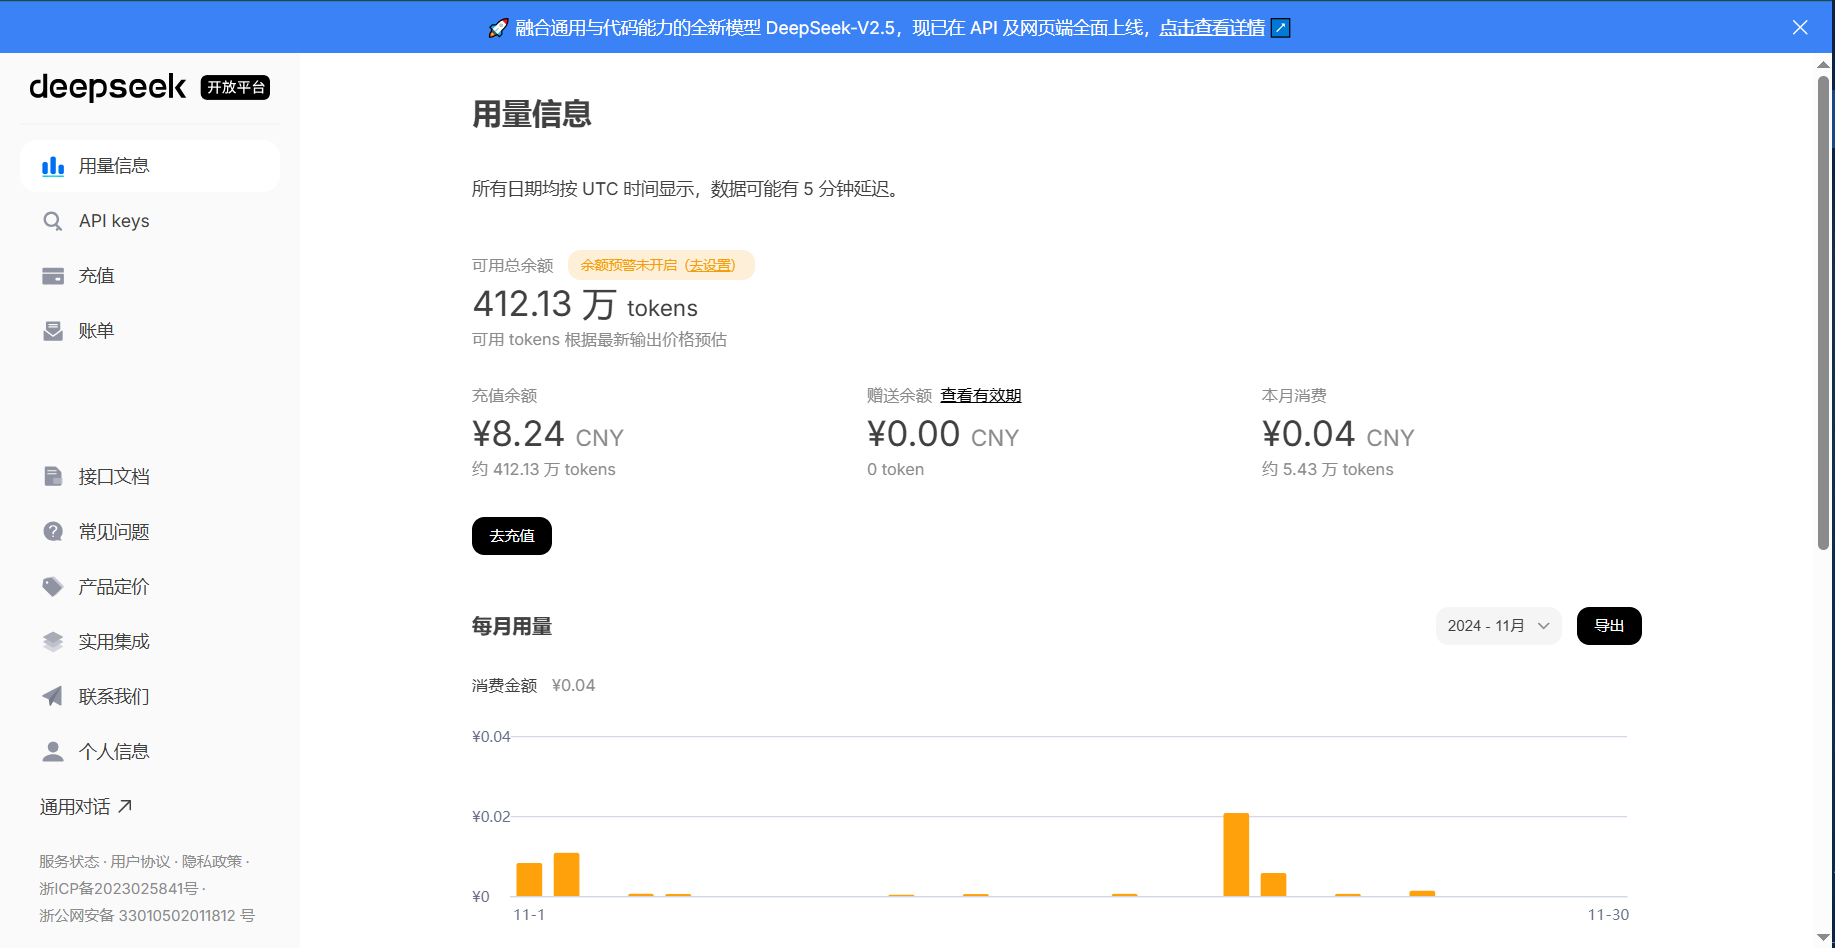 🚀 融合通用与代码能力的全新模型 DeepSeek-V2.5，现已在 API 及网页端全面上线，点击查看详情 ↗
deepseek 开放平台
用量信息
API keys
充值
账单
接口文档
常见问题
产品定价
实用集成
联系我们
个人信息
通用对话
服务状态 · 用户协议 · 隐私政策 ·
浙ICP备2023025841号 ·
浙公网安备 33010502011812 号
用量信息
所有日期均按 UTC 时间显示，数据可能有 5 分钟延迟。
可用总余额 余额预警未开启（去设置）
412.13 万 tokens
可用 tokens 根据最新输出价格预估
充值余额 赠送余额 查看有效期 本月消费
¥8.24 CNY ¥0.00 CNY ¥0.04 CNY
约 412.13 万 tokens 0 token 约 5.43 万 tokens
去充值
每月用量 2024 - 11月 导出
消费金额 ¥0.04
¥0.04
¥0.02
¥0
11-1 11-30